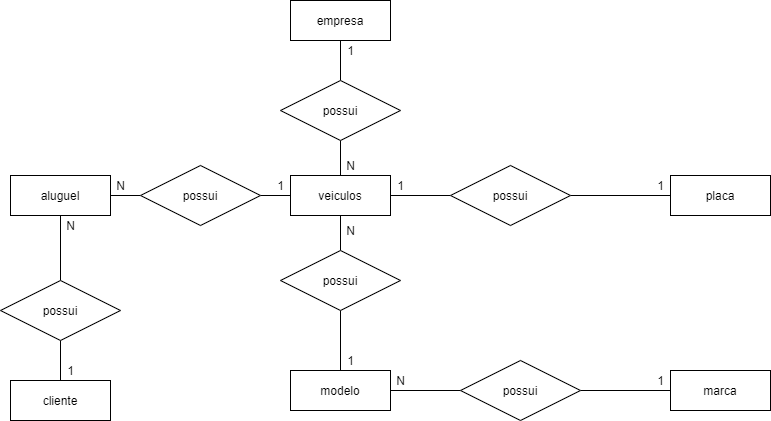 empresa
1
possui
N
aluguel
N
possui
1
veiculos
1
possui
1
placa
N
N
possui
possui
1
1
cliente
modelo
N
possui
1
marca